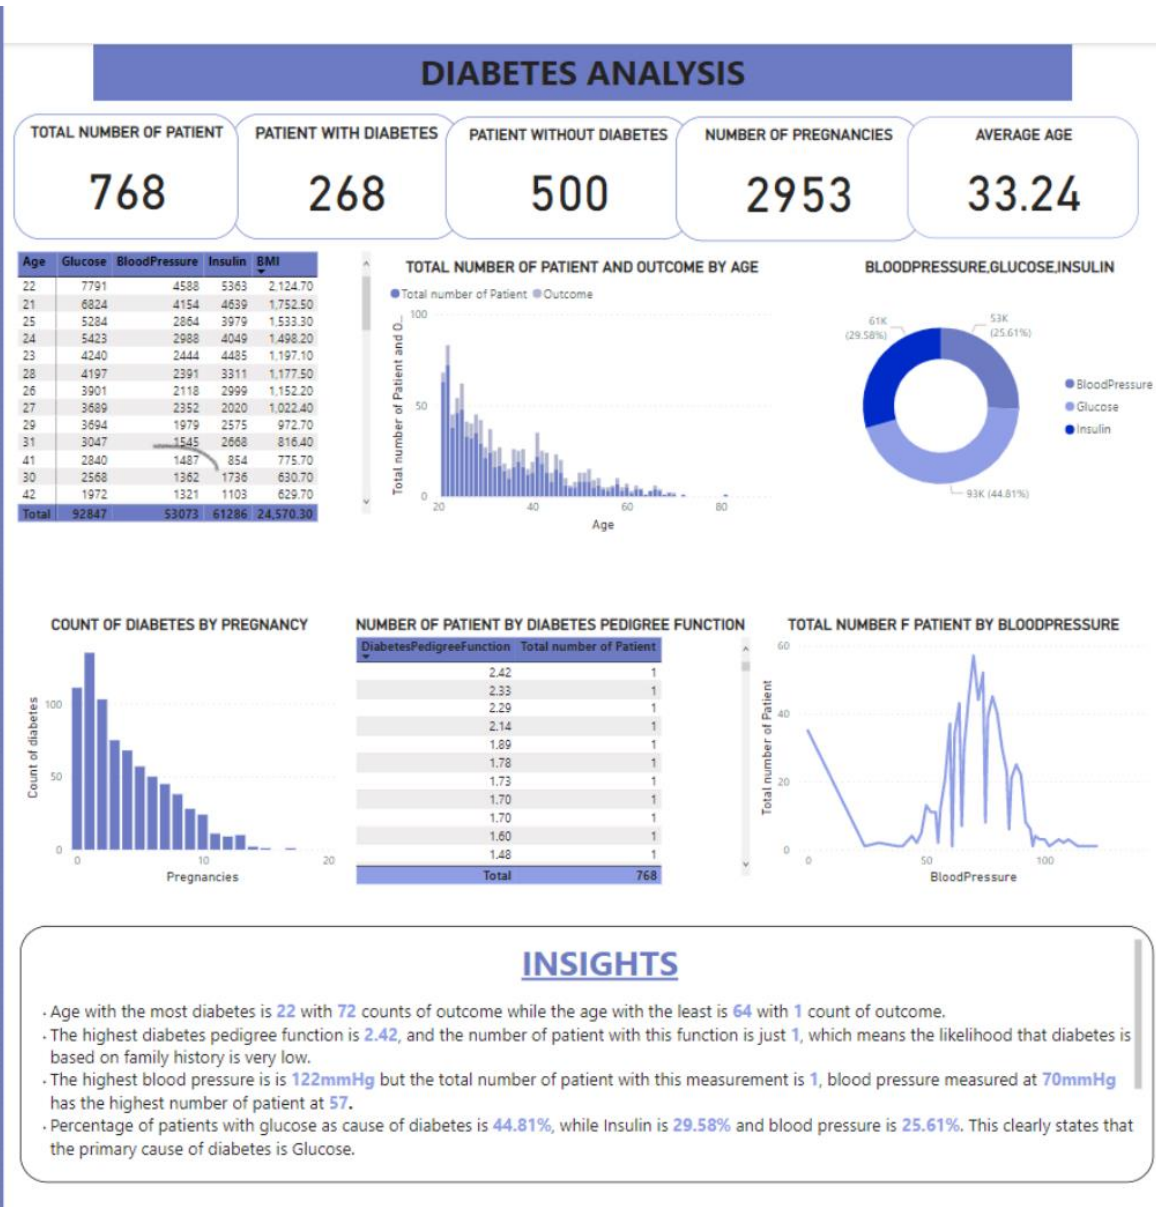 DIABETES ANALYSIS
TOTAL NUMBER OF PATIENT
768
PATIENT WITH DIABETES
268
PATIENT WITHOUT DIABETES
500
NUMBER OF PREGNANCIES
2953
AVERAGE AGE
33.24
Age Glucose BloodPressure Insulin BMI
22 7791 4588 5363 2,124.70
21 6824 4154 4639 1,752.50
25 5284 2864 3979 1,533.30
24 5423 2988 4049 1,498.20
23 4240 2444 4485 1,197.10
28 4197 2391 3311 1,177.50
26 3901 2118 2999 1,152.20
27 3689 2352 2020 1,022.40
29 3694 1979 2575 972.70
31 3047 1545 2668 816.40
41 2840 1487 854 775.70
30 2568 1362 1736 630.70
42 1972 1321 1103 629.70
Total 92847 53073 61286 24,570.30
TOTAL NUMBER OF PATIENT AND OUTCOME BY AGE
Total number of Patient Outcome
Total number of Patient and O...
100
50
0
20 40 60 80
Age
BLOODPRESSURE,GLUCOSE,INSULIN
61K
(29.58%)
53K
(25.61%)
93K (44.81%)
BloodPressure
Glucose
Insulin
COUNT OF DIABETES BY PREGNANCY
Count of diabetes
100
50
0
0 10 20
Pregnancies
NUMBER OF PATIENT BY DIABETES PEDIGREE FUNCTION
DiabetesPedigreeFunction Total number of Patient
2.42 1
2.33 1
2.29 1
2.14 1
1.89 1
1.78 1
1.73 1
1.70 1
1.70 1
1.60 1
1.48 1
Total 768
TOTAL NUMBER F PATIENT BY BLOODPRESSURE
Total number of Patient
60
40
20
0
0 50 100
BloodPressure
INSIGHTS
· Age with the most diabetes is 22 with 72 counts of outcome while the age with the least is 64 with 1 count of outcome.
· The highest diabetes pedigree function is 2.42, and the number of patient with this function is just 1, which means the likelihood that diabetes is
based on family history is very low.
· The highest blood pressure is is 122mmHg but the total number of patient with this measurement is 1, blood pressure measured at 70mmHg
has the highest number of patient at 57.
· Percentage of patients with glucose as cause of diabetes is 44.81%, while Insulin is 29.58% and blood pressure is 25.61%. This clearly states that
the primary cause of diabetes is Glucose.